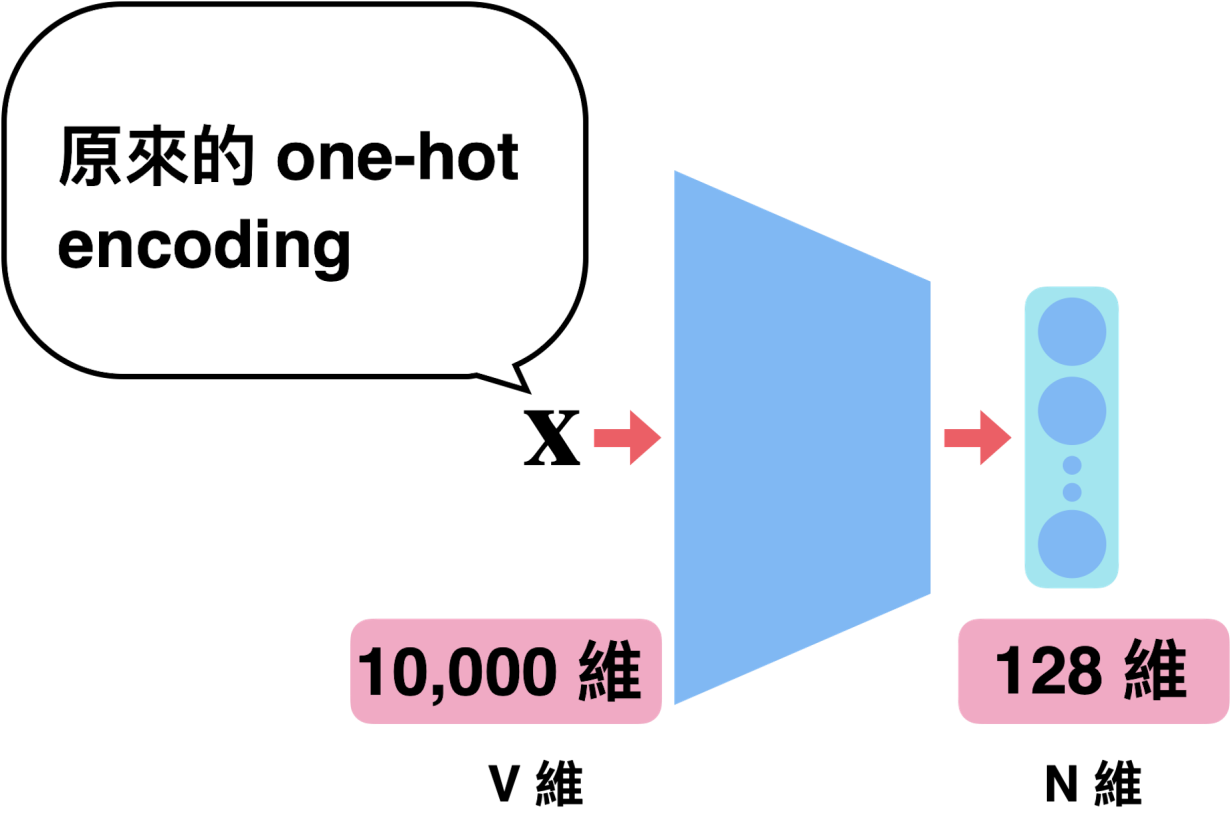 原來的 one-hot
encoding
x
10,000 維
128 維
V 維
N 維